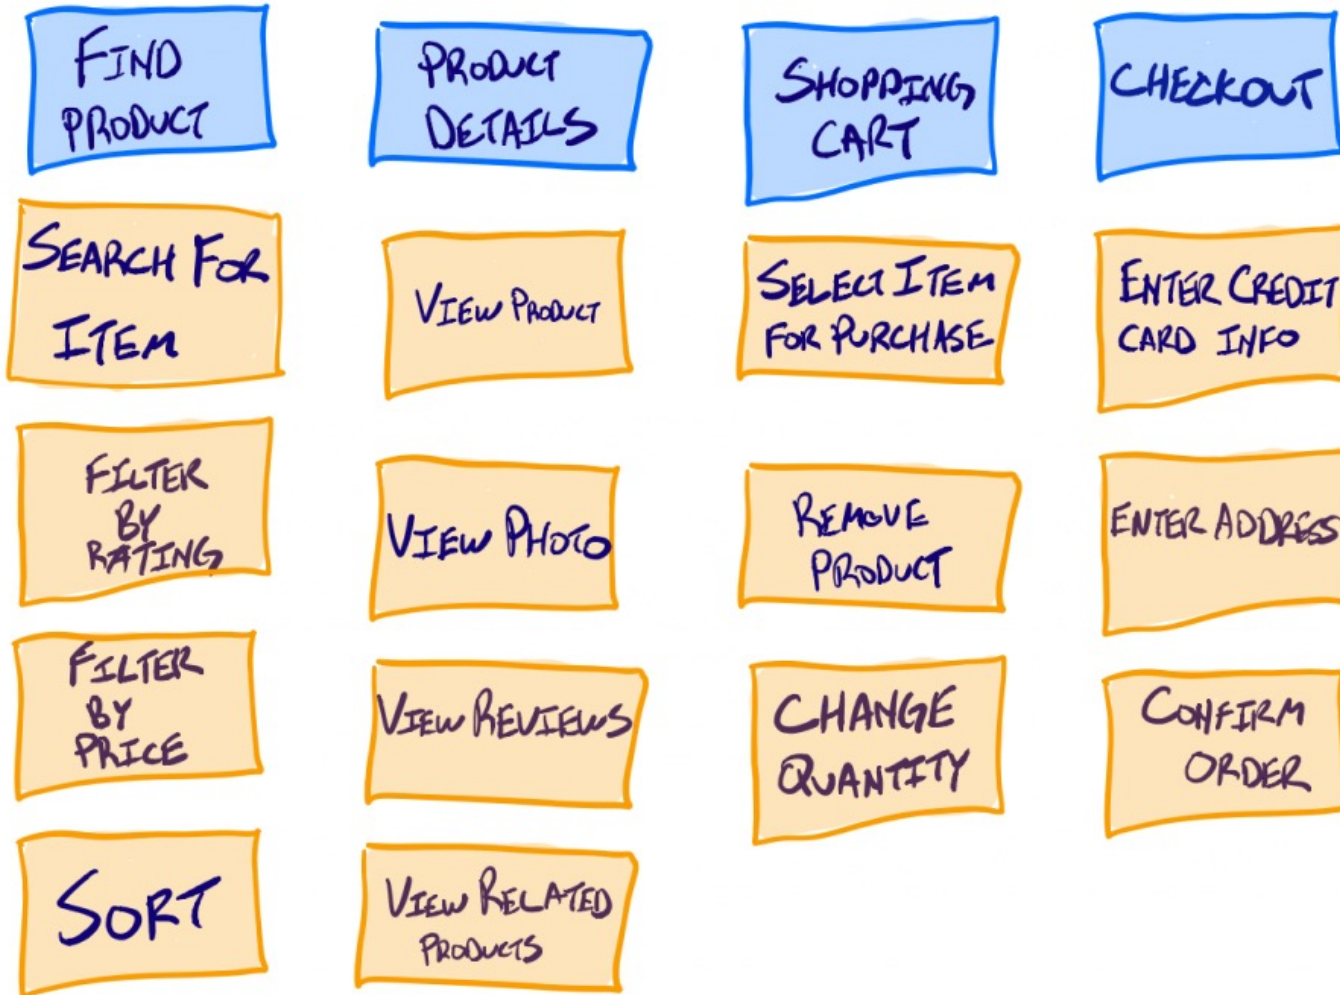 FIND
PRODUCT
PRODUCT
DETAILS
SHOPPING
CART
CHECKOUT
SEARCH FOR
ITEM
VIEW PRODUCT
SELECT ITEM
FOR PURCHASE
ENTER CREDIT
CARD INFO
FILTER
BY
RATING
VIEW PHOTO
REMOVE
PRODUCT
ENTER ADDRESS
FILTER
BY
PRICE
VIEW REVIEWS
CHANGE
QUANTITY
CONFIRM
ORDER
SORT
VIEW RELATED
PRODUCTS